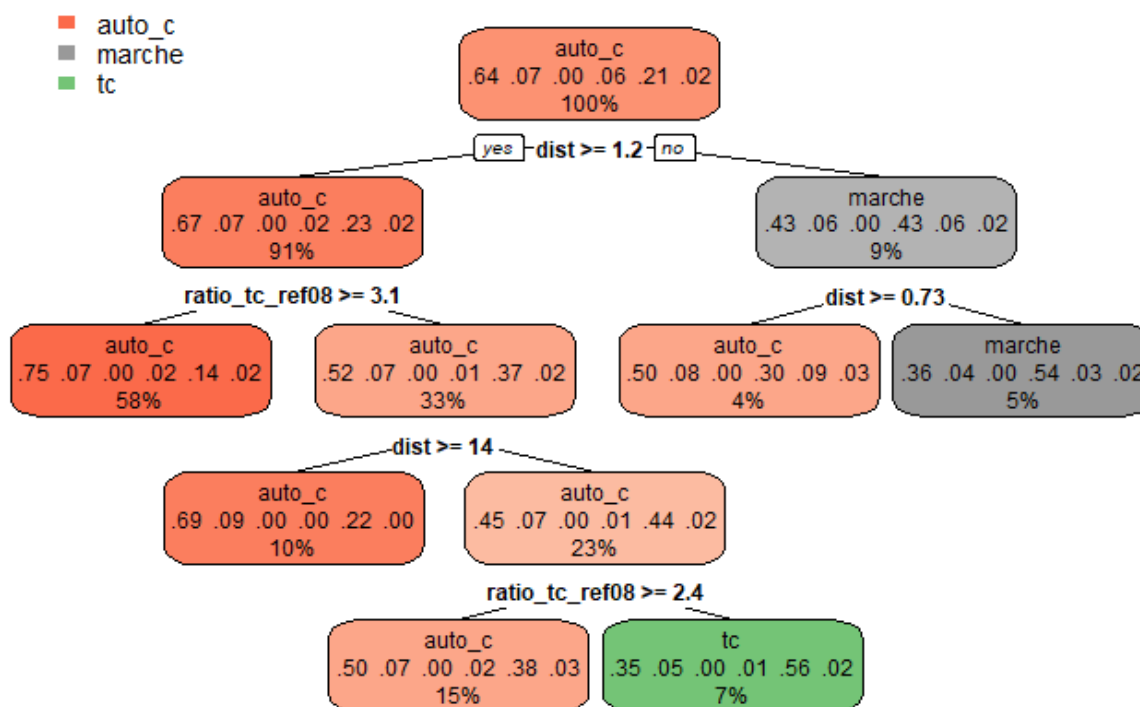 auto_c
marche
tc
auto_c
.64 .07 .00 .06 .21 .02
100%
yes dist >= 1.2 no
auto_c
.67 .07 .00 .02 .23 .02
91%
marche
.43 .06 .00 .43 .06 .02
9%
ratio_tc_ref08 >= 3.1
dist >= 0.73
auto_c
.75 .07 .00 .02 .14 .02
58%
auto_c
.52 .07 .00 .01 .37 .02
33%
auto_c
.50 .08 .00 .30 .09 .03
4%
marche
.36 .04 .00 .54 .03 .02
5%
dist >= 14
auto_c
.69 .09 .00 .00 .22 .00
10%
auto_c
.45 .07 .00 .01 .44 .02
23%
ratio_tc_ref08 >= 2.4
auto_c
.50 .07 .00 .02 .38 .03
15%
tc
.35 .05 .00 .01 .56 .02
7%